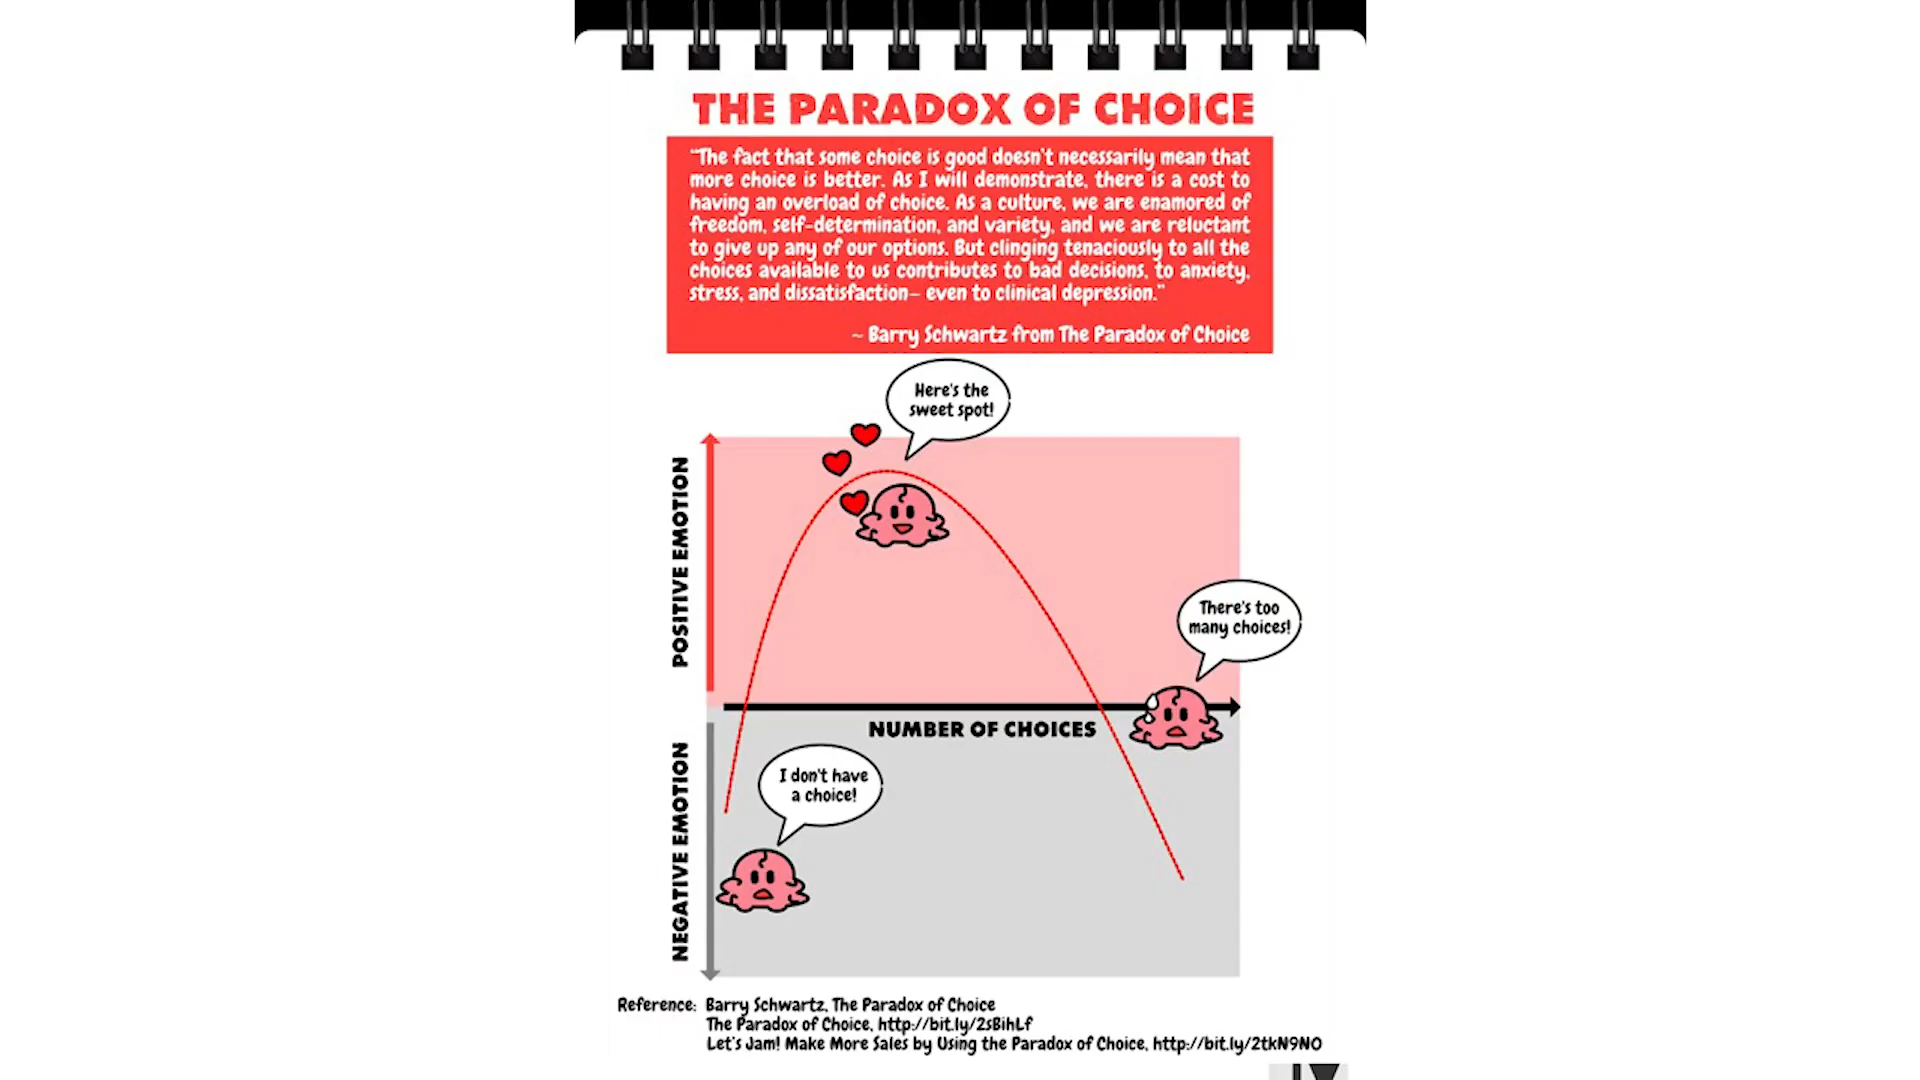 THE PARADOX OF CHOICE
"The fact that some choice is good doesn't necessarily mean that
more choice is better. As I will demonstrate, there is a cost to
having an overload of choice. As a culture, we are enamored of
freedom, self-determination, and variety, and we are reluctant
to give up any of our options. But clinging tenaciously to all the
choices available to us contributes to bad decisions, to anxiety,
stress, and dissatisfaction– even to clinical depression."
~ Barry Schwartz from The Paradox of Choice
Here's the
sweet spot!
POSITIVE EMOTION
There's too
many choices!
NUMBER OF CHOICES
I don't have
a choice!
NEGATIVE EMOTION
Reference: Barry Schwartz, The Paradox of Choice
The Paradox of Choice, http://bit.ly/2sBihLf
Let's Jam! Make More Sales by Using the Paradox of Choice, http://bit.ly/2tkN9NO